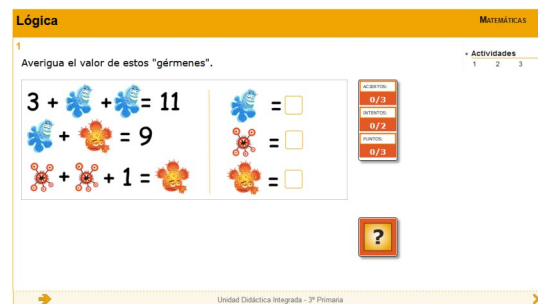 Lógica
MATEMÁTICAS
1
Averigua el valor de estos "gérmenes".
Actividades
1 2 3
3 + + = 11
=
+ = 9
=
+ + 1 =
=
ACIERTOS:
0/3
INTENTOS:
0/2
PUNTOS:
0/3
?
Unidad Didáctica Integrada - 3º Primaria